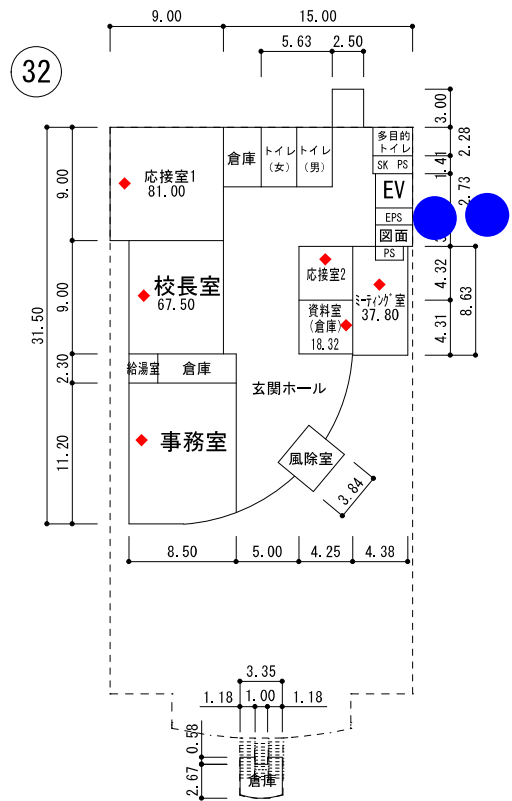 9.00
15.00
5.63
2.50
32
3.00
2.28
1.41
2.73
4.32
4.31
8.63
9.00
9.00
2.30
11.20
31.50
倉庫
トイレ
(女)
トイレ
(男)
多目的
トイレ
SK PS
EV
EPS
図面
PS
応接室1
81.00
校長室
67.50
応接室2
資料室
(倉庫)
18.32
ミーティング室
37.80
給湯室
倉庫
玄関ホール
事務室
風除室
3.84
8.50
5.00
4.25
4.38
3.35
1.18
1.00
1.18
0.58
2.67
倉庫